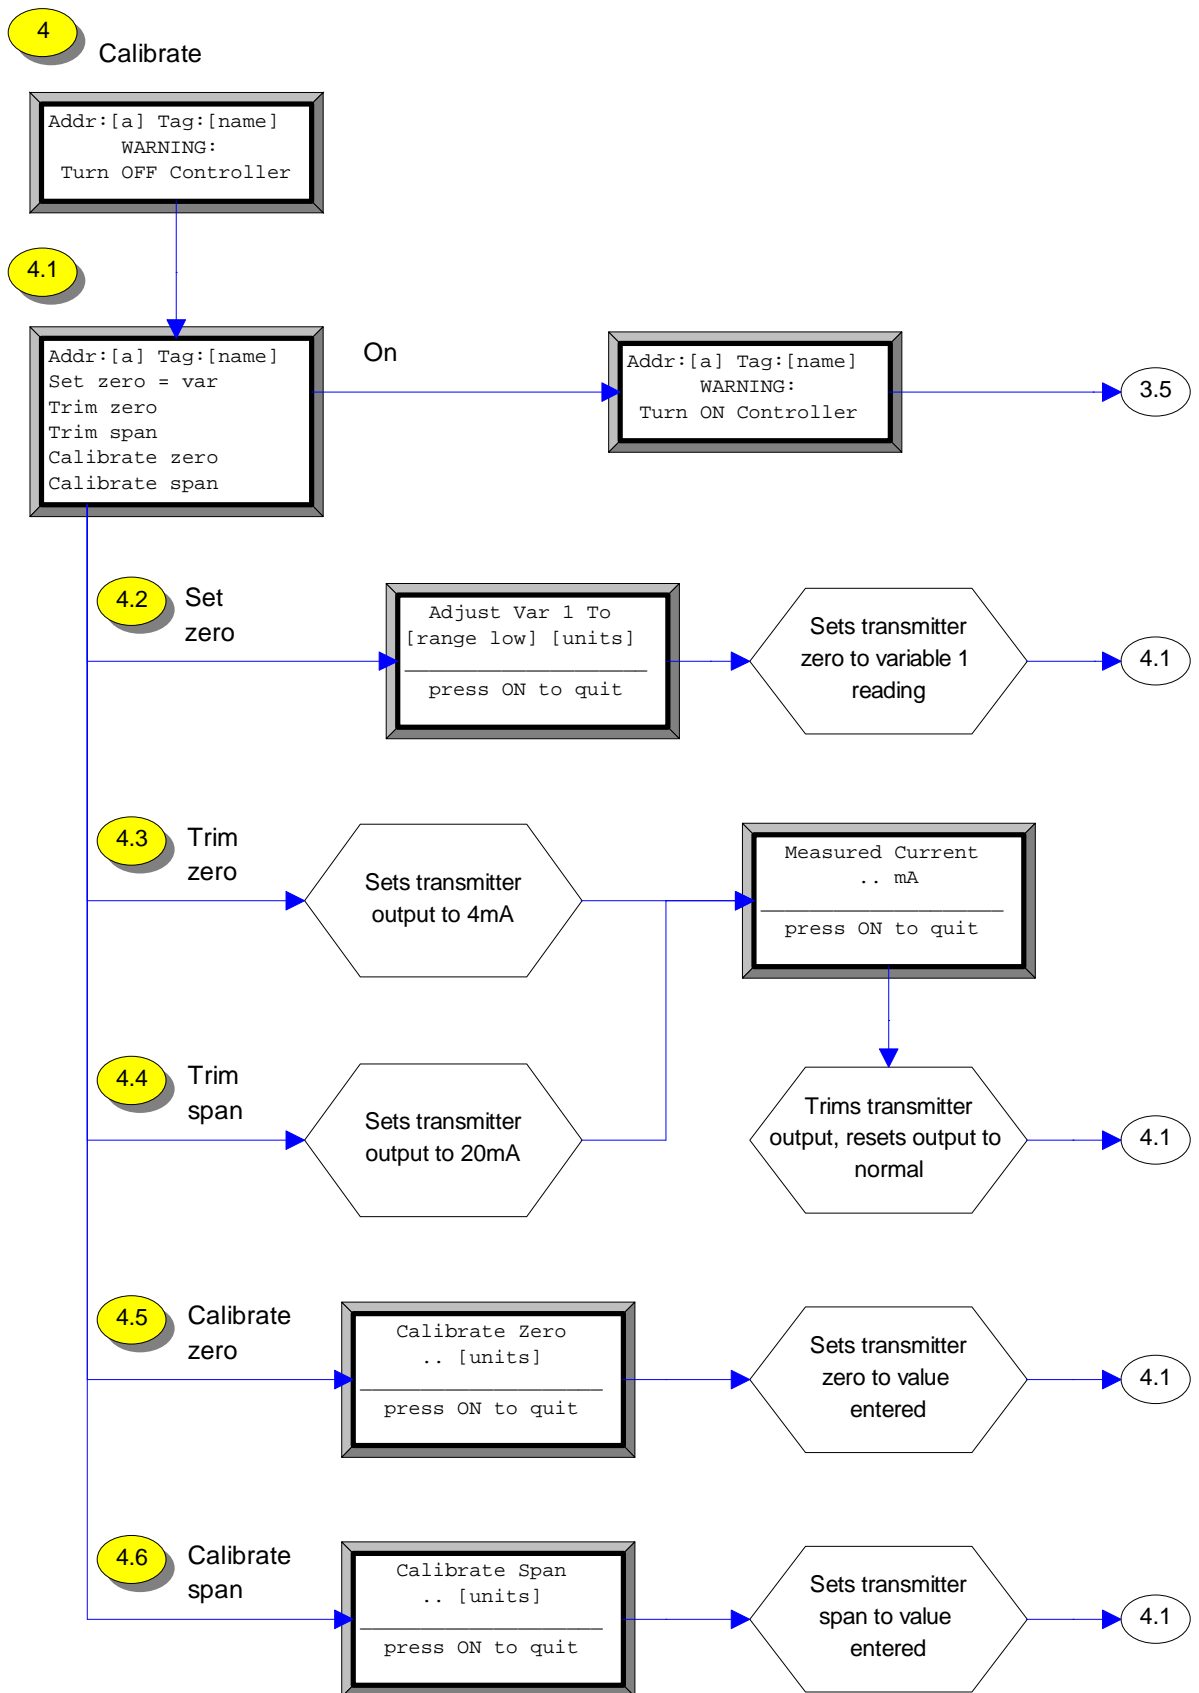 4
Calibrate
Addr:[a] Tag:[name]
WARNING:
Turn OFF Controller
4.1
Addr:[a] Tag:[name]
Set zero = var
Trim zero
Trim span
Calibrate zero
Calibrate span
On
Addr:[a] Tag:[name]
WARNING:
Turn ON Controller
3.5
4.2
Set
zero
Adjust Var 1 To
[range low] [units]
press ON to quit
Sets transmitter
zero to variable 1
reading
4.1
4.3
Trim
zero
Sets transmitter
output to 4mA
Measured Current
.. mA
press ON to quit
4.4
Trim
span
Sets transmitter
output to 20mA
Trims transmitter
output, resets output to
normal
4.1
4.5
Calibrate
zero
Calibrate Zero
.. [units]
press ON to quit
Sets transmitter
zero to value
entered
4.1
4.6
Calibrate
span
Calibrate Span
.. [units]
press ON to quit
Sets transmitter
span to value
entered
4.1